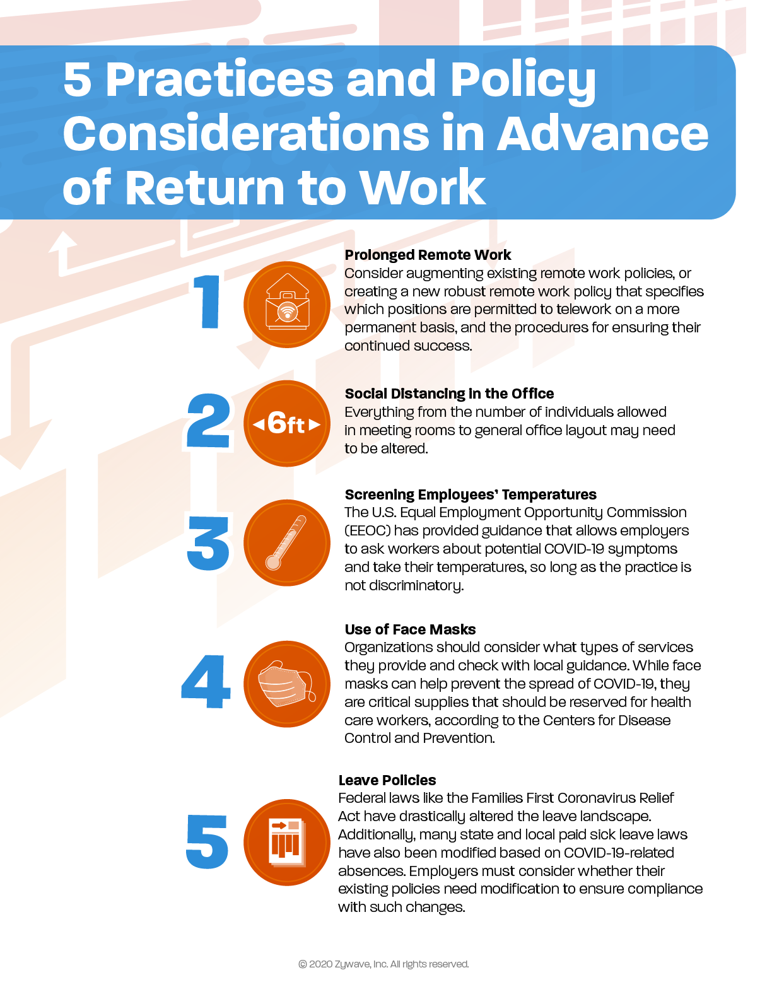 5 Practices and Policy
Considerations in Advance
of Return to Work
1
Prolonged Remote Work
Consider augmenting existing remote work policies, or
creating a new robust remote work policy that specifies
which positions are permitted to telework on a more
permanent basis, and the procedures for ensuring their
continued success.
2
6ft
Social Distancing in the Office
Everything from the number of individuals allowed
in meeting rooms to general office layout may need
to be altered.
3
Screening Employees’ Temperatures
The U.S. Equal Employment Opportunity Commission
(EEOC) has provided guidance that allows employers
to ask workers about potential COVID-19 symptoms
and take their temperatures, so long as the practice is
not discriminatory.
4
Use of Face Masks
Organizations should consider what types of services
they provide and check with local guidance. While face
masks can help prevent the spread of COVID-19, they
are critical supplies that should be reserved for health
care workers, according to the Centers for Disease
Control and Prevention.
5
Leave Policies
Federal laws like the Families First Coronavirus Relief
Act have drastically altered the leave landscape.
Additionally, many state and local paid sick leave laws
have also been modified based on COVID-19-related
absences. Employers must consider whether their
existing policies need modification to ensure compliance
with such changes.
© 2020 Zywave, Inc. All rights reserved.